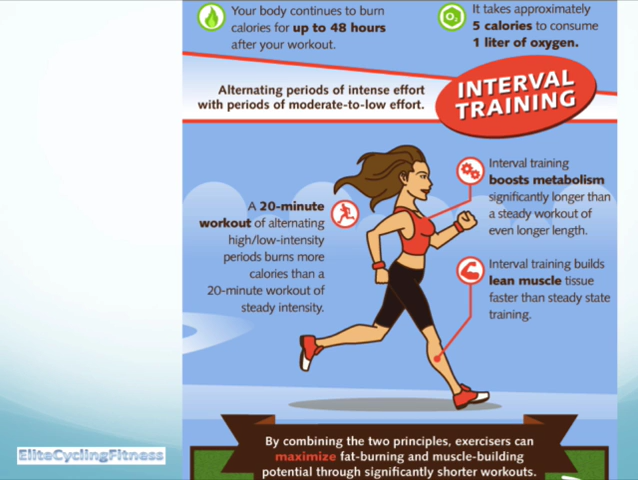 Your body continues to burn
calories for up to 48 hours
after your workout.
It takes approximately
5 calories to consume
1 liter of oxygen.
O₂
Alternating periods of intense effort
with periods of moderate-to-low effort.
INTERVAL
TRAINING
A 20-minute
workout of alternating
high/low-intensity
periods burns more
calories than a
20-minute workout of
steady intensity.
Interval training
boosts metabolism
significantly longer than
a steady workout of
even longer length.
Interval training builds
lean muscle tissue
faster than steady state
training.
By combining the two principles, exercisers can
maximize fat-burning and muscle-building
potential through significantly shorter workouts.
EliteCyclingFitness